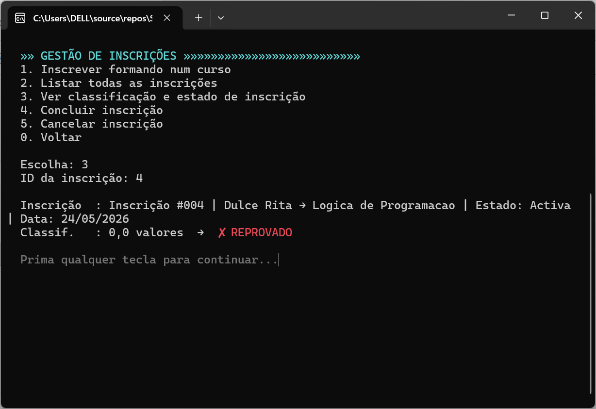 C:\Users\DELL\source\repos\S
»» GESTÃO DE INSCRIÇÕES »»»»»»»»»»»»»»»»»»»»»»»»»»
1. Inscrever formando num curso
2. Listar todas as inscrições
3. Ver classificação e estado de inscrição
4. Concluir inscrição
5. Cancelar inscrição
0. Voltar
Escolha: 3
ID da inscrição: 4
Inscrição : Inscrição #004 | Dulce Rita → Logica de Programacao | Estado: Activa
| Data: 24/05/2026
Classif. : 0,0 valores → ✗ REPROVADO
Prima qualquer tecla para continuar...